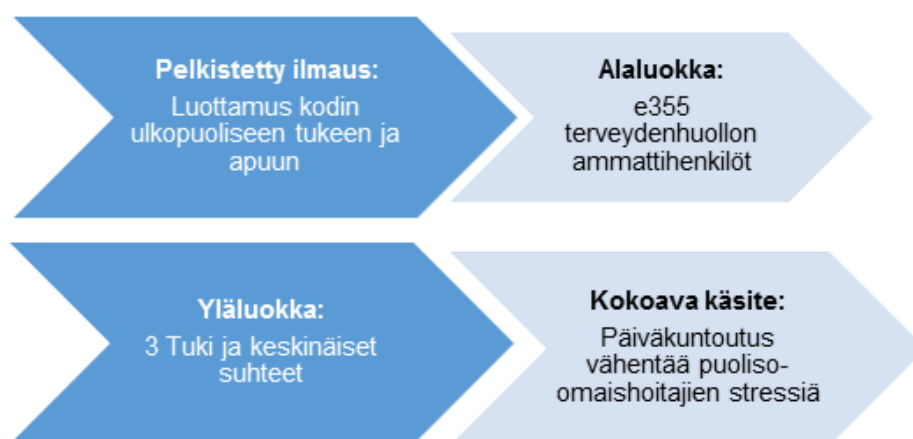 Pelkistetty ilmaus:
Luottamus kodin
ulkopuoliseen tukeen ja
apuun
Alaluokka:
e355
terveydenhuollon
ammattihenkilöt
Yläluokka:
3 Tuki ja keskinäiset
suhteet
Kokoava käsite:
Päiväkuntoutus
vähentää puoliso-
omaishoitajien stressiä